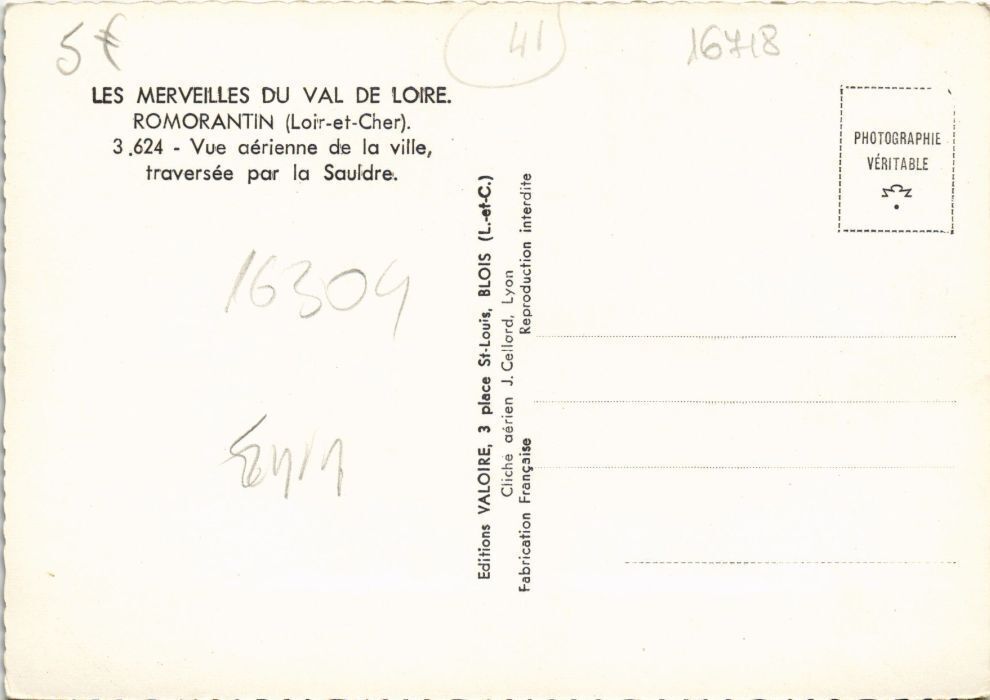 5€
41
16718
LES MERVEILLES DU VAL DE LOIRE.
ROMORANTIN (Loir-et-Cher).
3.624 - Vue aérienne de la ville,
traversée par la Sauldre.
PHOTOGRAPHIE
VÉRITABLE
16309
Editions VALOIRE, 3 place St-Louis, BLOIS (L.-et-C.)
Cliché aérien J. Cellard, Lyon
Fabrication Française Reproduction interdite